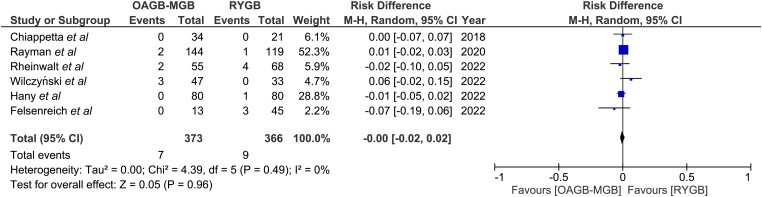 OAGB-MGB RYGB Risk Difference Risk Difference
Study or Subgroup Events Total Events Total Weight M-H, Random, 95% CI Year M-H, Random, 95% CI
Chiappetta et al 0 34 0 21 6.1% 0.00 [-0.07, 0.07] 2018
Rayman et al 2 144 1 119 52.3% 0.01 [-0.02, 0.03] 2020
Rheinwalt et al 2 55 4 68 5.9% -0.02 [-0.10, 0.05] 2022
Wilczyński et al 3 47 0 33 4.7% 0.06 [-0.02, 0.15] 2022
Hany et al 0 80 1 80 28.8% -0.01 [-0.05, 0.02] 2022
Felsenreich et al 0 13 3 45 2.2% -0.07 [-0.19, 0.06] 2022
Total (95% CI) 373 366 100.0% -0.00 [-0.02, 0.02]
Total events 7 9
Heterogeneity: Tau² = 0.00; Chi² = 4.39, df = 5 (P = 0.49); I² = 0%
Test for overall effect: Z = 0.05 (P = 0.96)
-1 -0.5 0 0.5 1
Favours [OAGB-MGB] Favours [RYGB]